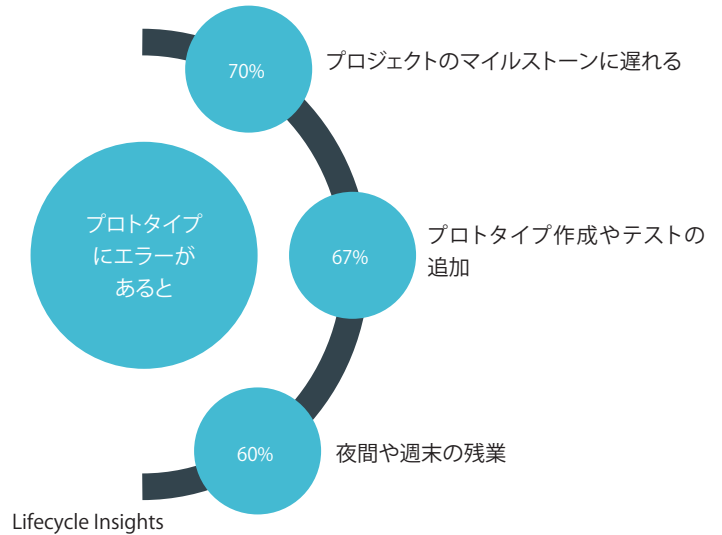 70%
プロジェクトのマイルストーンに遅れる
プロトタイプ
にエラーが
あると
67%
プロトタイプ作成やテストの
追加
60%
夜間や週末の残業
Lifecycle Insights